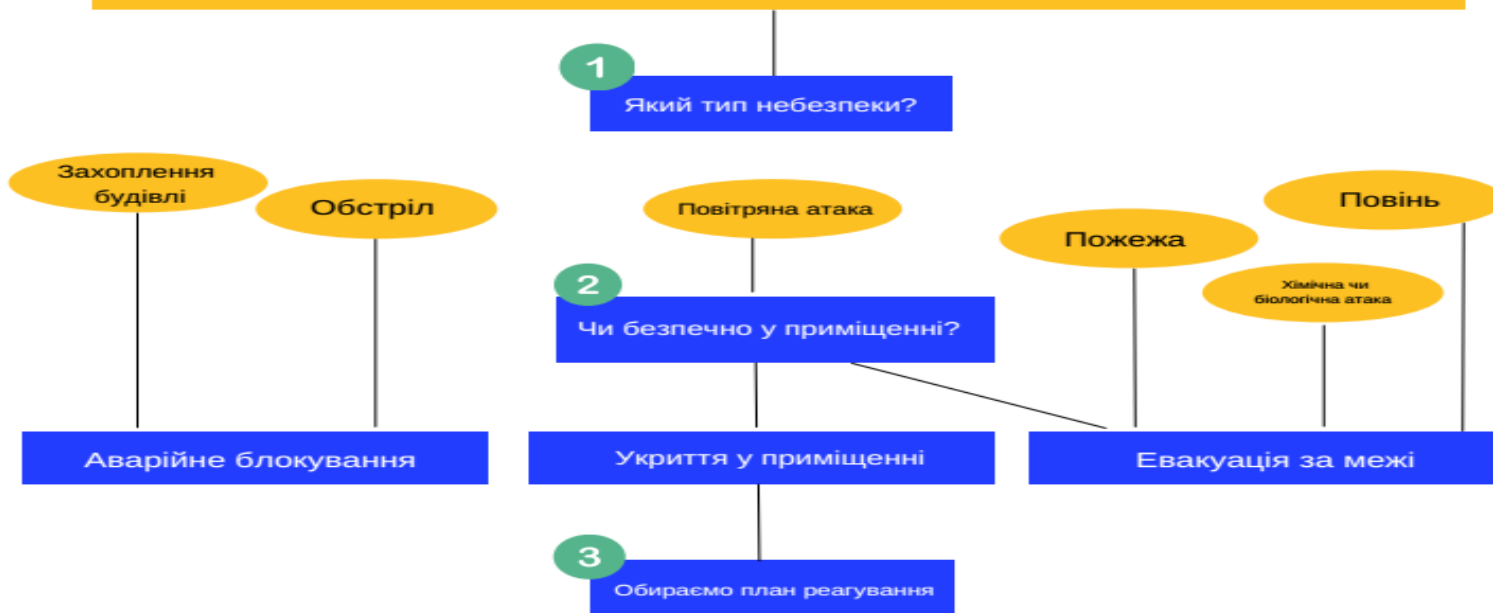 1
Який тип небезпеки?
Захоплення
будівлі
Обстріл
Повітряна атака
Пожежа
Повінь
Хімічна чи
біологічна атака
2
Чи безпечно у приміщенні?
Аварійне блокування
Укриття у приміщенні
Евакуація за межі
3
Обираємо план реагування